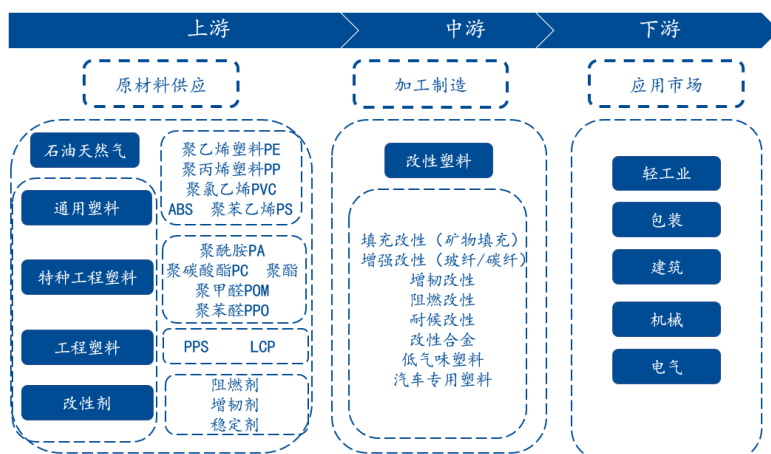 上游
中游
下游
原材料供应
加工制造
应用市场
石油天然气
通用塑料
特种工程塑料
工程塑料
改性剂
聚乙烯塑料PE
聚丙烯塑料PP
聚氯乙烯PVC
ABS 聚苯乙烯PS
聚酰胺PA
聚碳酸酯PC 聚酯
聚甲醛POM
聚苯醛PPO
PPS LCP
阻燃剂
增韧剂
稳定剂
改性塑料
填充改性（矿物填充）
增强改性（玻纤/碳纤）
增韧改性
阻燃改性
耐候改性
改性合金
低气味塑料
汽车专用塑料
轻工业
包装
建筑
机械
电气